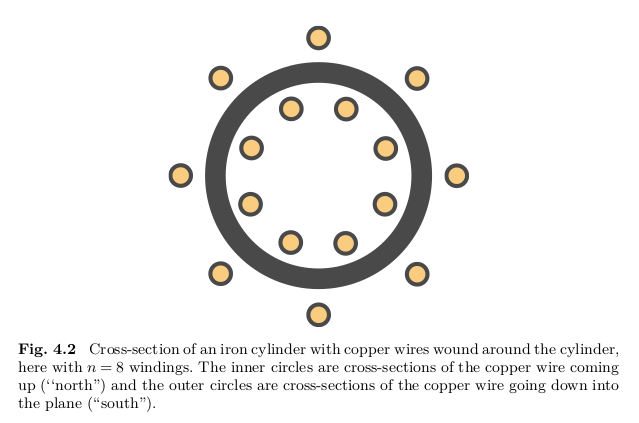 Fig. 4.2 Cross-section of an iron cylinder with copper wires wound around the cylinder,
here with n = 8 windings. The inner circles are cross-sections of the copper wire coming
up (‘‘north”) and the outer circles are cross-sections of the copper wire going down into
the plane (“south”).